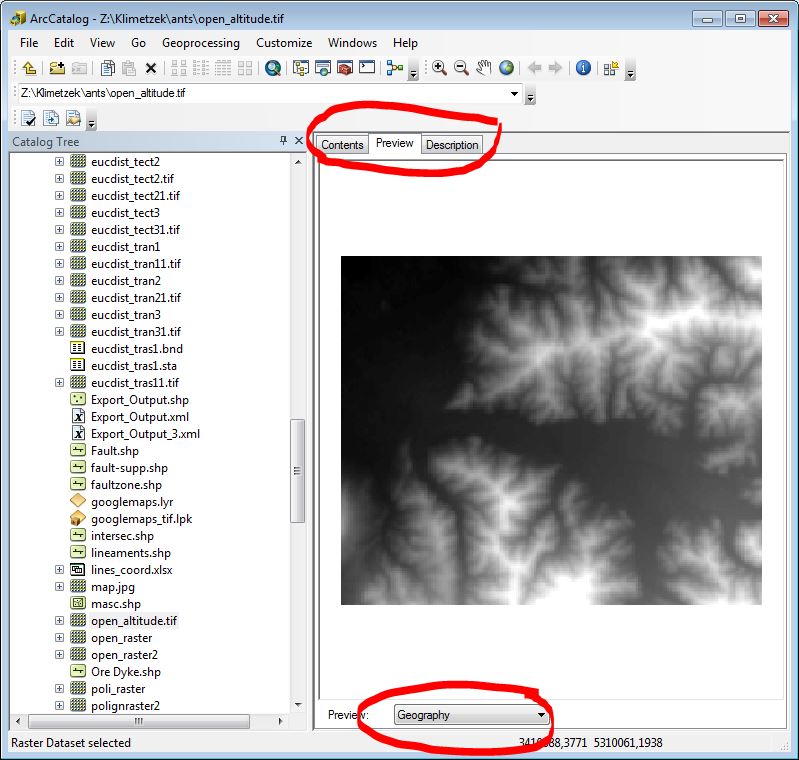 ArcCatalog - Z:\Klimetzek\ants\open_altitude.tif
File Edit View Go Geoprocessing Customize Windows Help
Z:\Klimetzek\ants\open_altitude.tif
Catalog Tree
Contents Preview Description
eucdist_tect2
eucdist_tect2.tif
eucdist_tect21.tif
eucdist_tect3
eucdist_tect31.tif
eucdist_tran1
eucdist_tran11.tif
eucdist_tran2
eucdist_tran21.tif
eucdist_tran3
eucdist_tran31.tif
eucdist_tras1.bnd
eucdist_tras1.sta
eucdist_tras11.tif
Export_Output.shp
Export_Output.xml
Export_Output_3.xml
Fault.shp
fault-supp.shp
faultzone.shp
googlemaps.lyr
googlemaps_tif.lpk
intersec.shp
lineaments.shp
lines_coord.xlsx
map.jpg
masc.shp
open_altitude.tif
open_raster
open_raster2
Ore Dyke.shp
poli_raster
polignraster2
Preview: Geography
Raster Dataset selected
5310061,1938